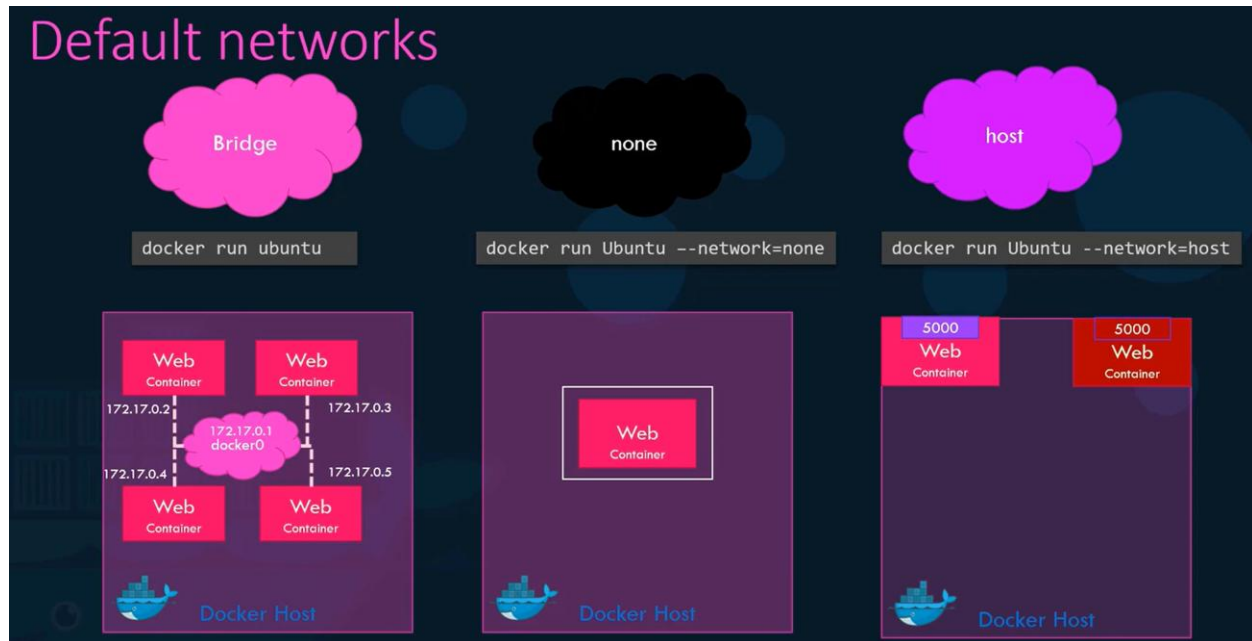 Default networks
Bridge
none
host
docker run ubuntu
docker run Ubuntu --network=none
docker run Ubuntu --network=host
Web
Container
Web
Container
172.17.0.2
172.17.0.3
172.17.0.1
docker0
172.17.0.4
172.17.0.5
Web
Container
Web
Container
Docker Host
Web
Container
Docker Host
5000
Web
Container
5000
Web
Container
Docker Host